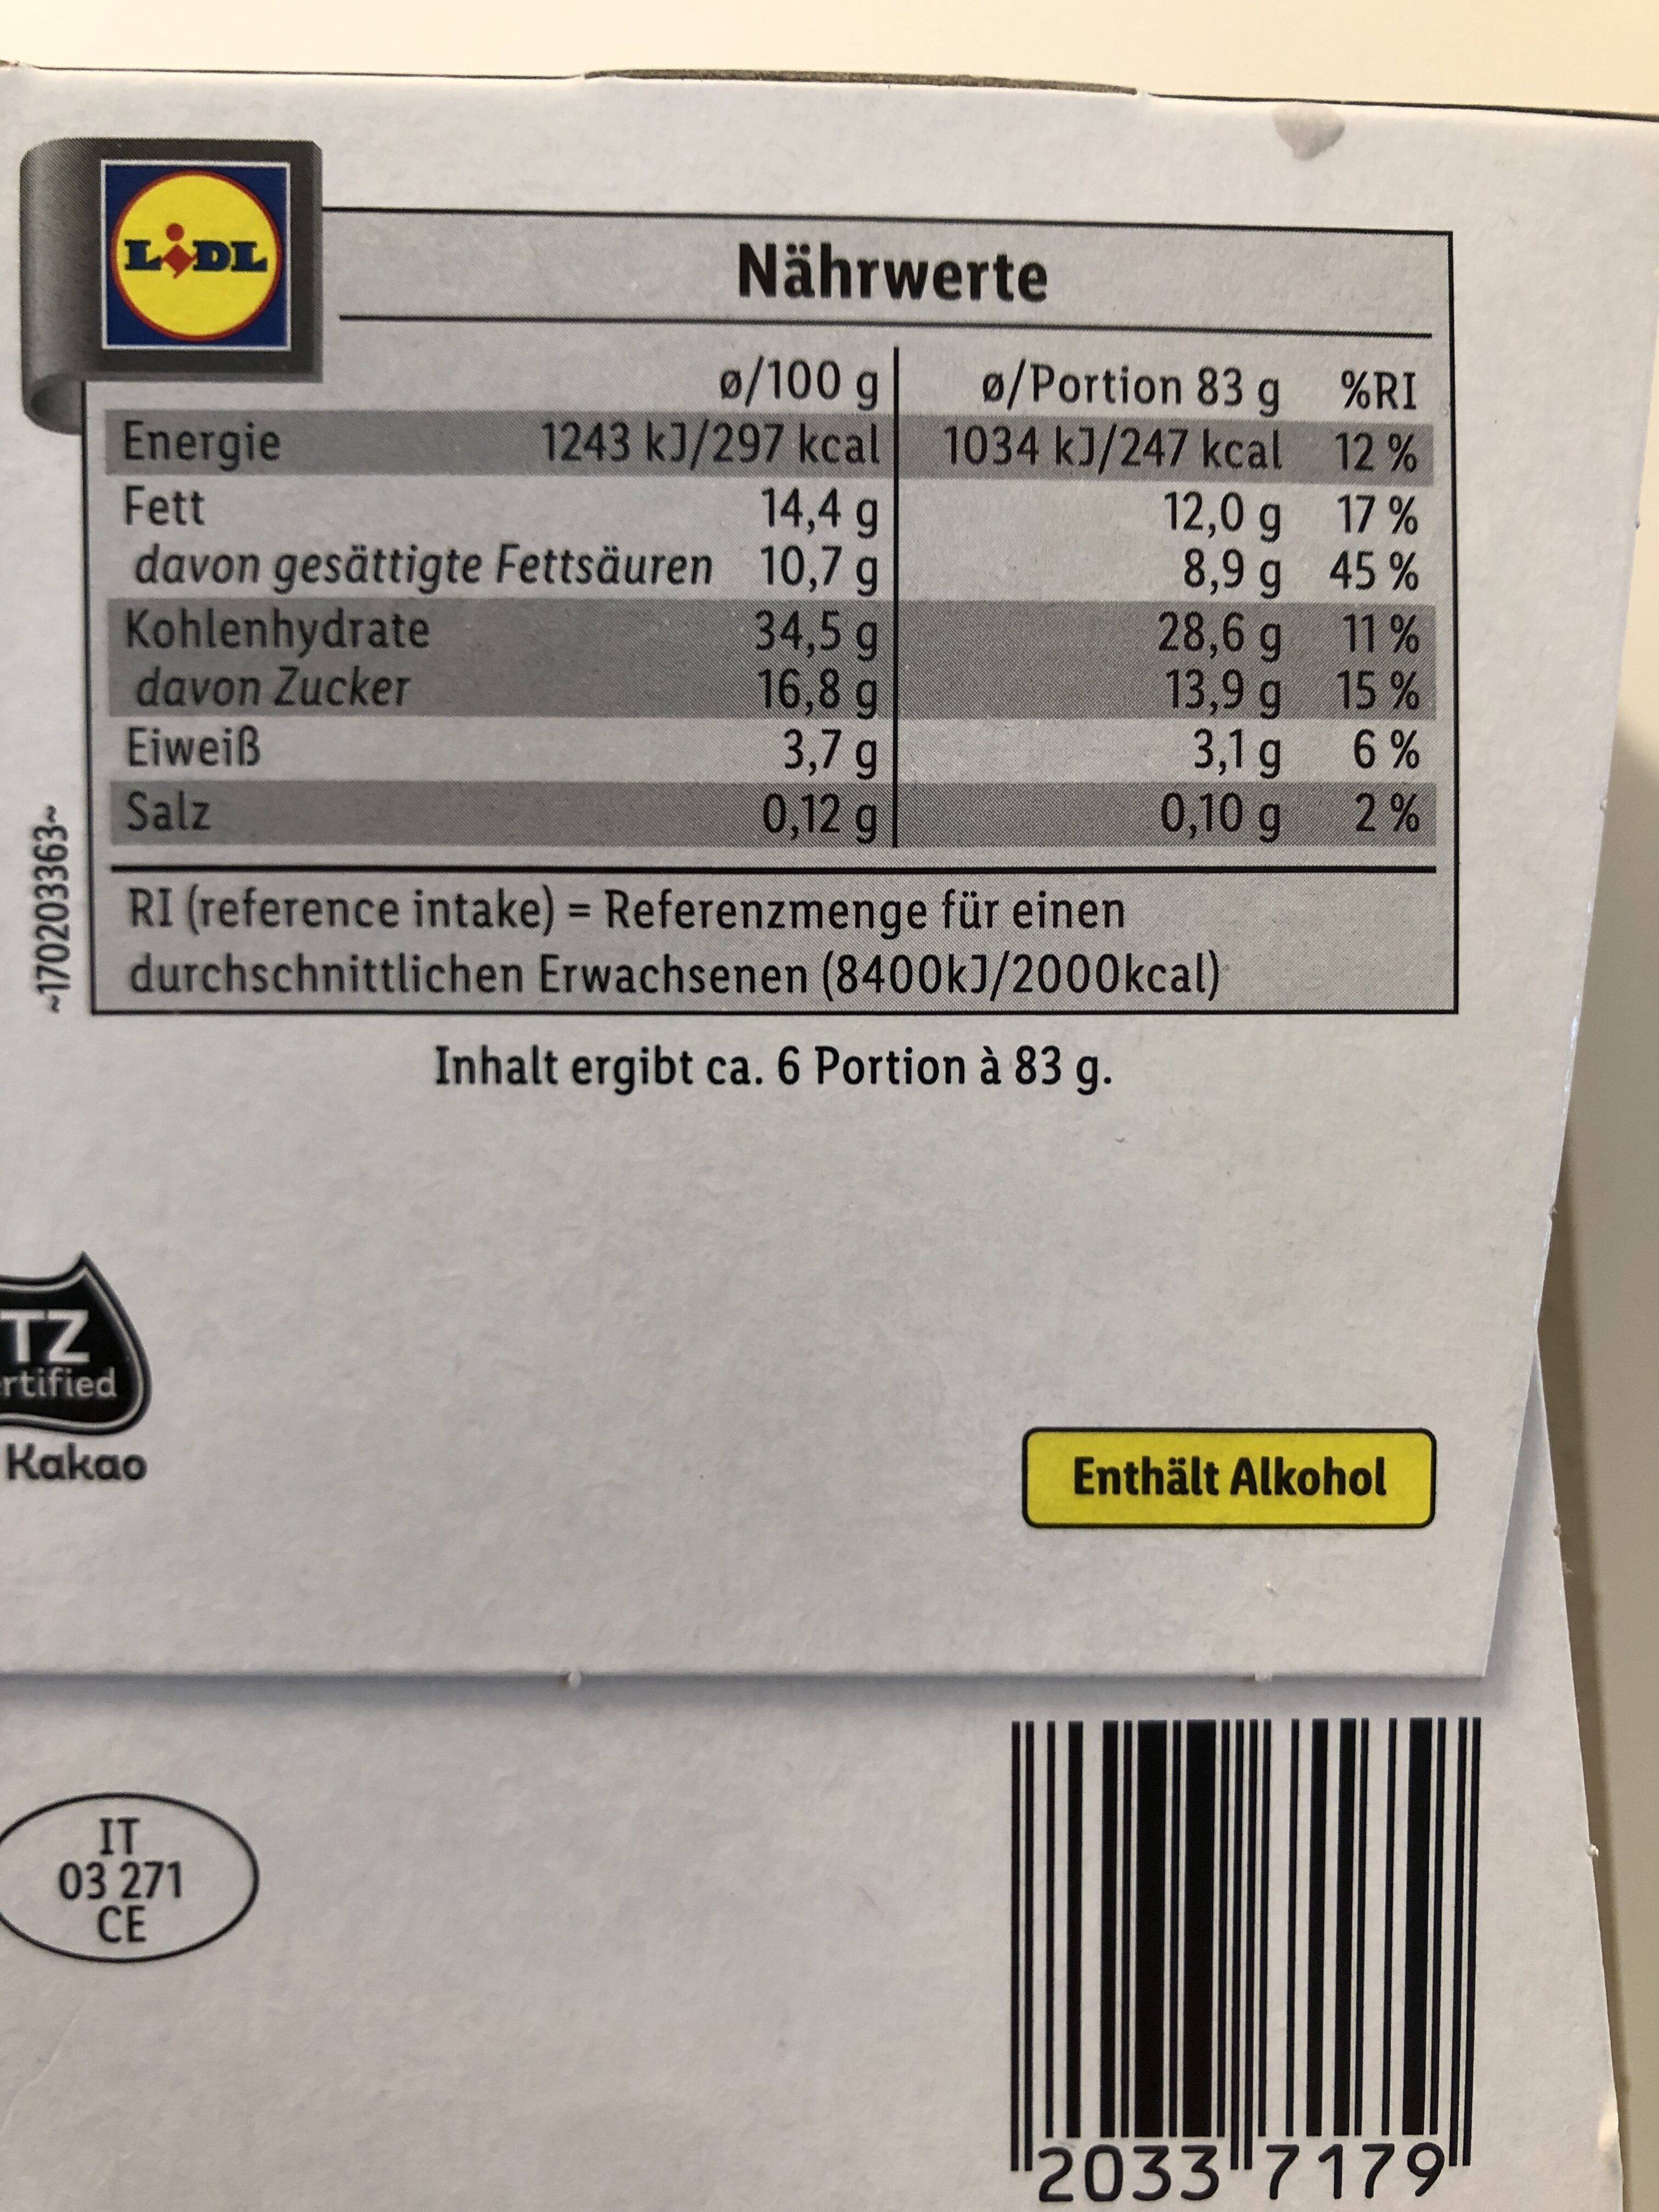 LIDL
Nährwerte
ø/100 g ø/Portion 83 g %RI
Energie 1243 kJ/297 kcal 1034 kJ/247 kcal 12 %
Fett 14,4 g 12,0 g 17 %
davon gesättigte Fettsäuren 10,7 g 8,9 g 45 %
Kohlenhydrate 34,5 g 28,6 g 11 %
davon Zucker 16,8 g 13,9 g 15 %
Eiweiß 3,7 g 3,1 g 6 %
Salz 0,12 g 0,10 g 2 %
RI (reference intake) = Referenzmenge für einen
durchschnittlichen Erwachsenen (8400kJ/2000kcal)
~1702033363~
Inhalt ergibt ca. 6 Portion à 83 g.
TZ
rtified
Kakao
Enthält Alkohol
IT
03 271
CE
2033 7179